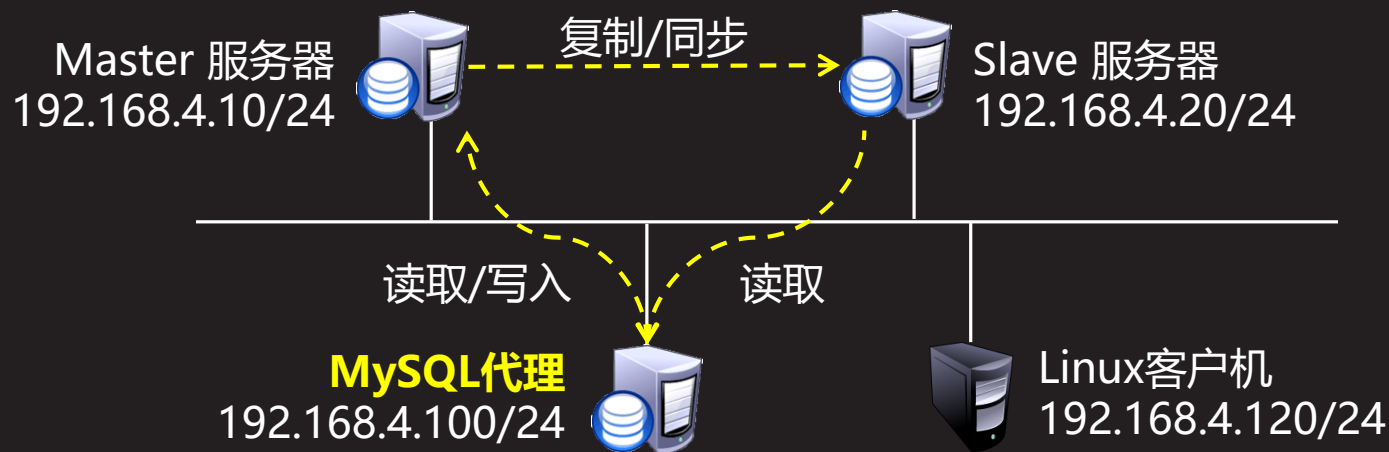 复制/同步
Master 服务器
192.168.4.10/24
Slave 服务器
192.168.4.20/24
读取/写入
读取
MySQL代理
192.168.4.100/24
Linux客户机
192.168.4.120/24